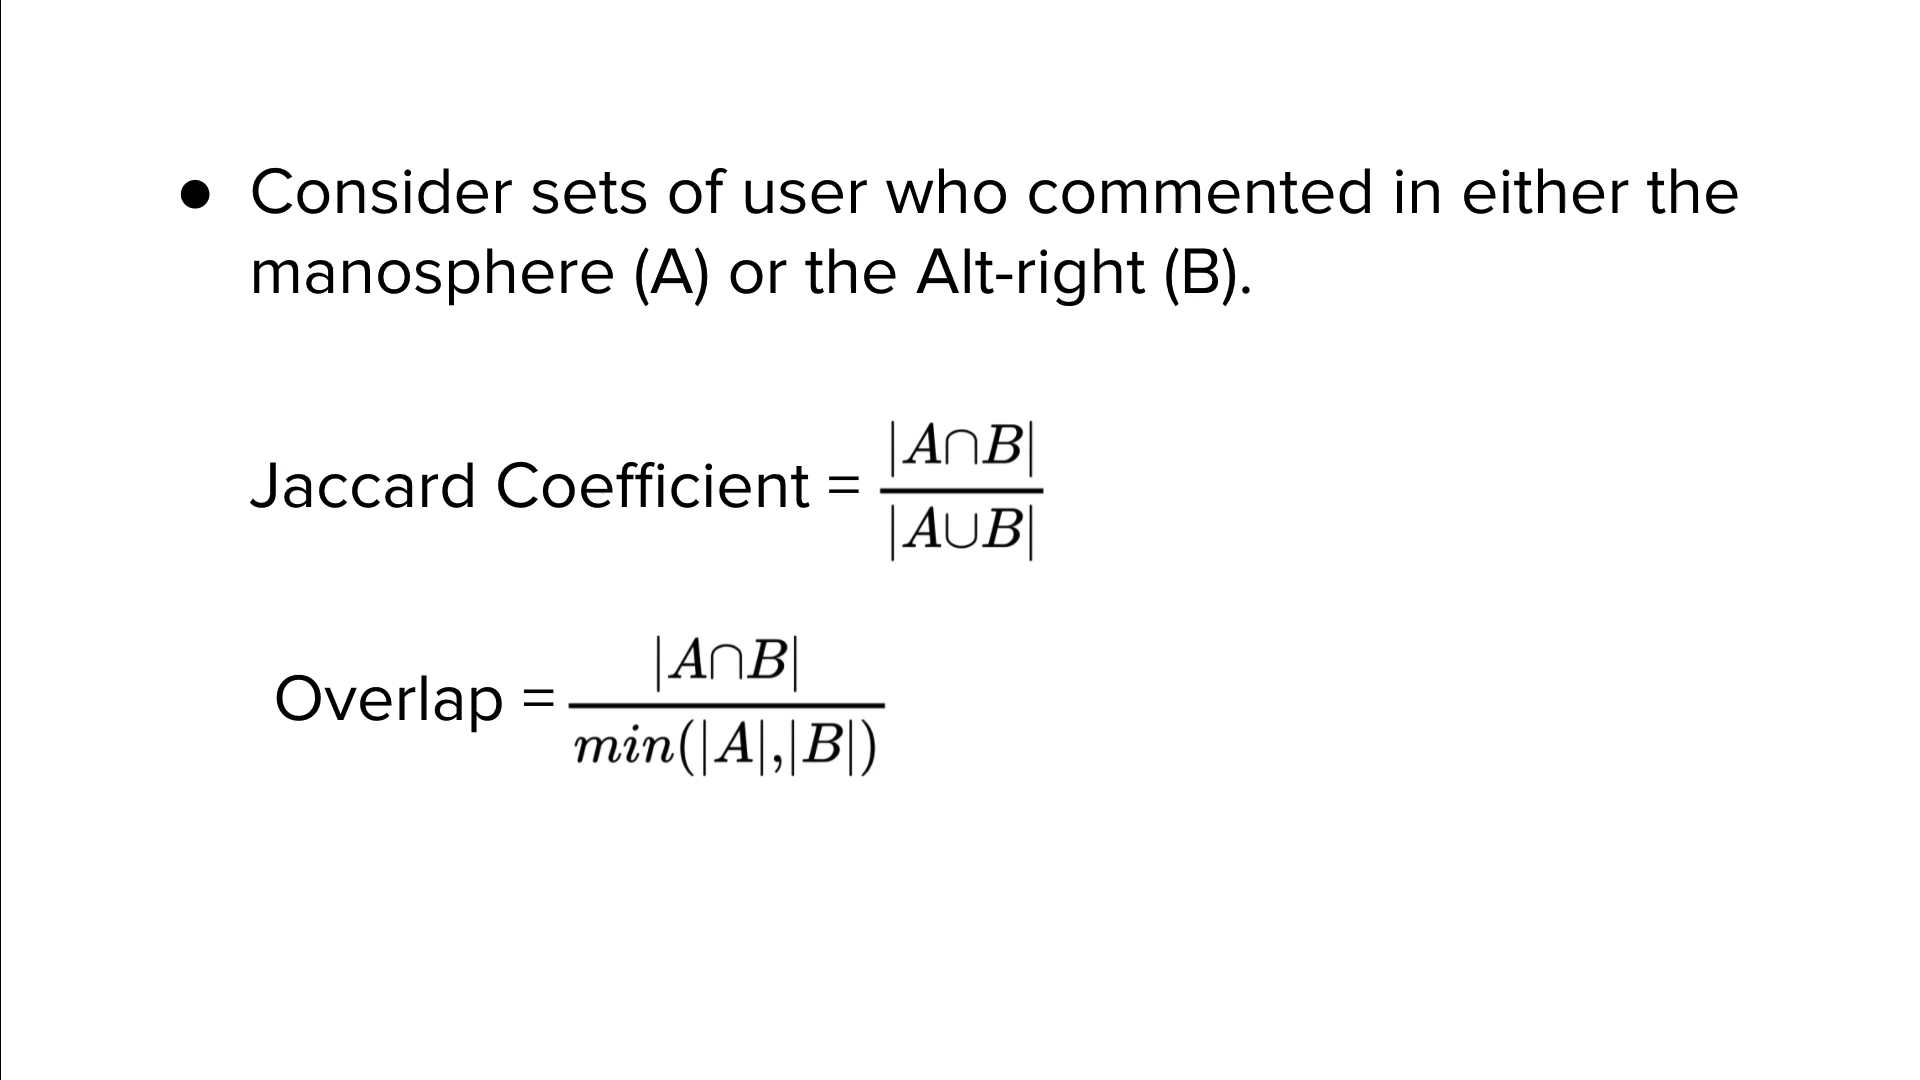 ● Consider sets of user who commented in either the
manosphere (A) or the Alt-right (B).
Jaccard Coefficient = |A∩B|
|A∪B|
Overlap = |A∩B|
min(|A|,|B|)